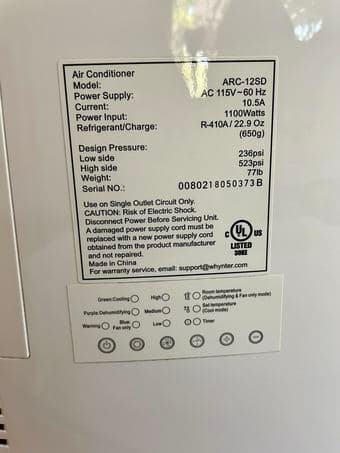 Air Conditioner
Model: ARC-12SD
Power Supply: AC 115V~60 Hz
Current: 10.5A
Power Input: 1100Watts
Refrigerant/Charge: R-410A / 22.9 Oz
(650g)
Design Pressure:
Low side 236psi
High side 523psi
Weight: 77lb
Serial NO.: 0080218050373 B
Use on Single Outlet Circuit Only.
CAUTION: Risk of Electric Shock.
Disconnect Power Before Servicing Unit.
A damaged power supply cord must be
replaced with a new power supply cord
obtained from the product manufacturer
and not repaired.
Made in China
For warranty service, email: support@whynter.com
C UL US
LISTED
Green:Cooling High Room temperature
(Dehumidifying & Fan only mode)
Purple:Dehumidifying Medium Set temperature
(Cool mode)
Warning Blue:
Fan only Low Timer